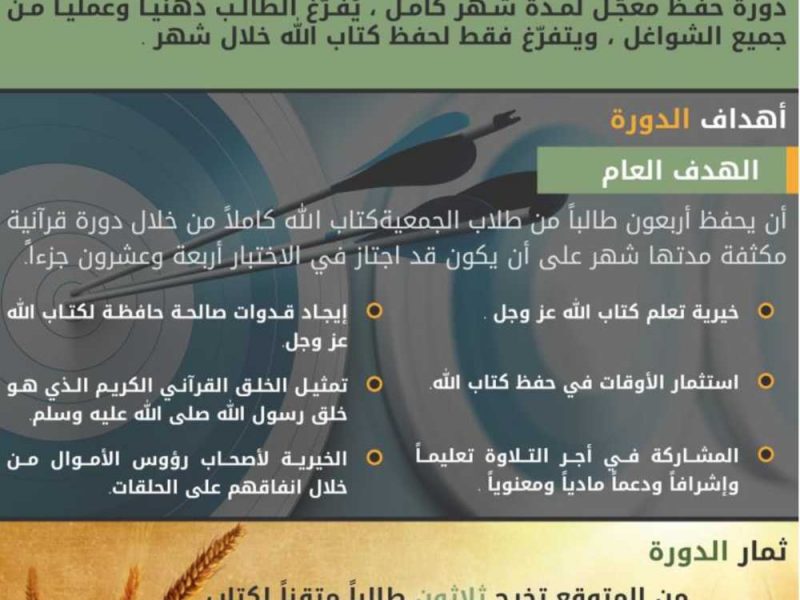 دورة حفظ معجّل لمدة شهر كامل ، يُفرّغ الطالب ذهنياً وعملياً من
جميع الشواغل ، ويتفرّغ فقط لحفظ كتاب الله خلال شهر .
أهداف الدورة
الهدف العام
أن يحفظ أربعون طالباً من طلاب الجمعيةكتاب الله كاملاً من خلال دورة قرآنية
مكثفة مدتها شهر على أن يكون قد اجتاز في الاختبار أربعة وعشرون جزءاً.
خيرية تعلم كتاب الله عز وجل .
استثمار الأوقات في حفظ كتاب الله.
المشاركة في أجر التلاوة تعليماً
وإشرافاً ودعماً مادياً ومعنوياً .
إيجاد قدوات صالحة حافظة لكتاب الله
عز وجل.
تمثيل الخلق القرآني الكريم الذي هو
خلق رسول الله صلى الله عليه وسلم.
الخيرية لأصحاب رؤوس الأموال من
خلال انفاقهم على الحلقات.
ثمار الدورة
من المتوقع تخرج ثلاثون طالباً متقناً لكتاب